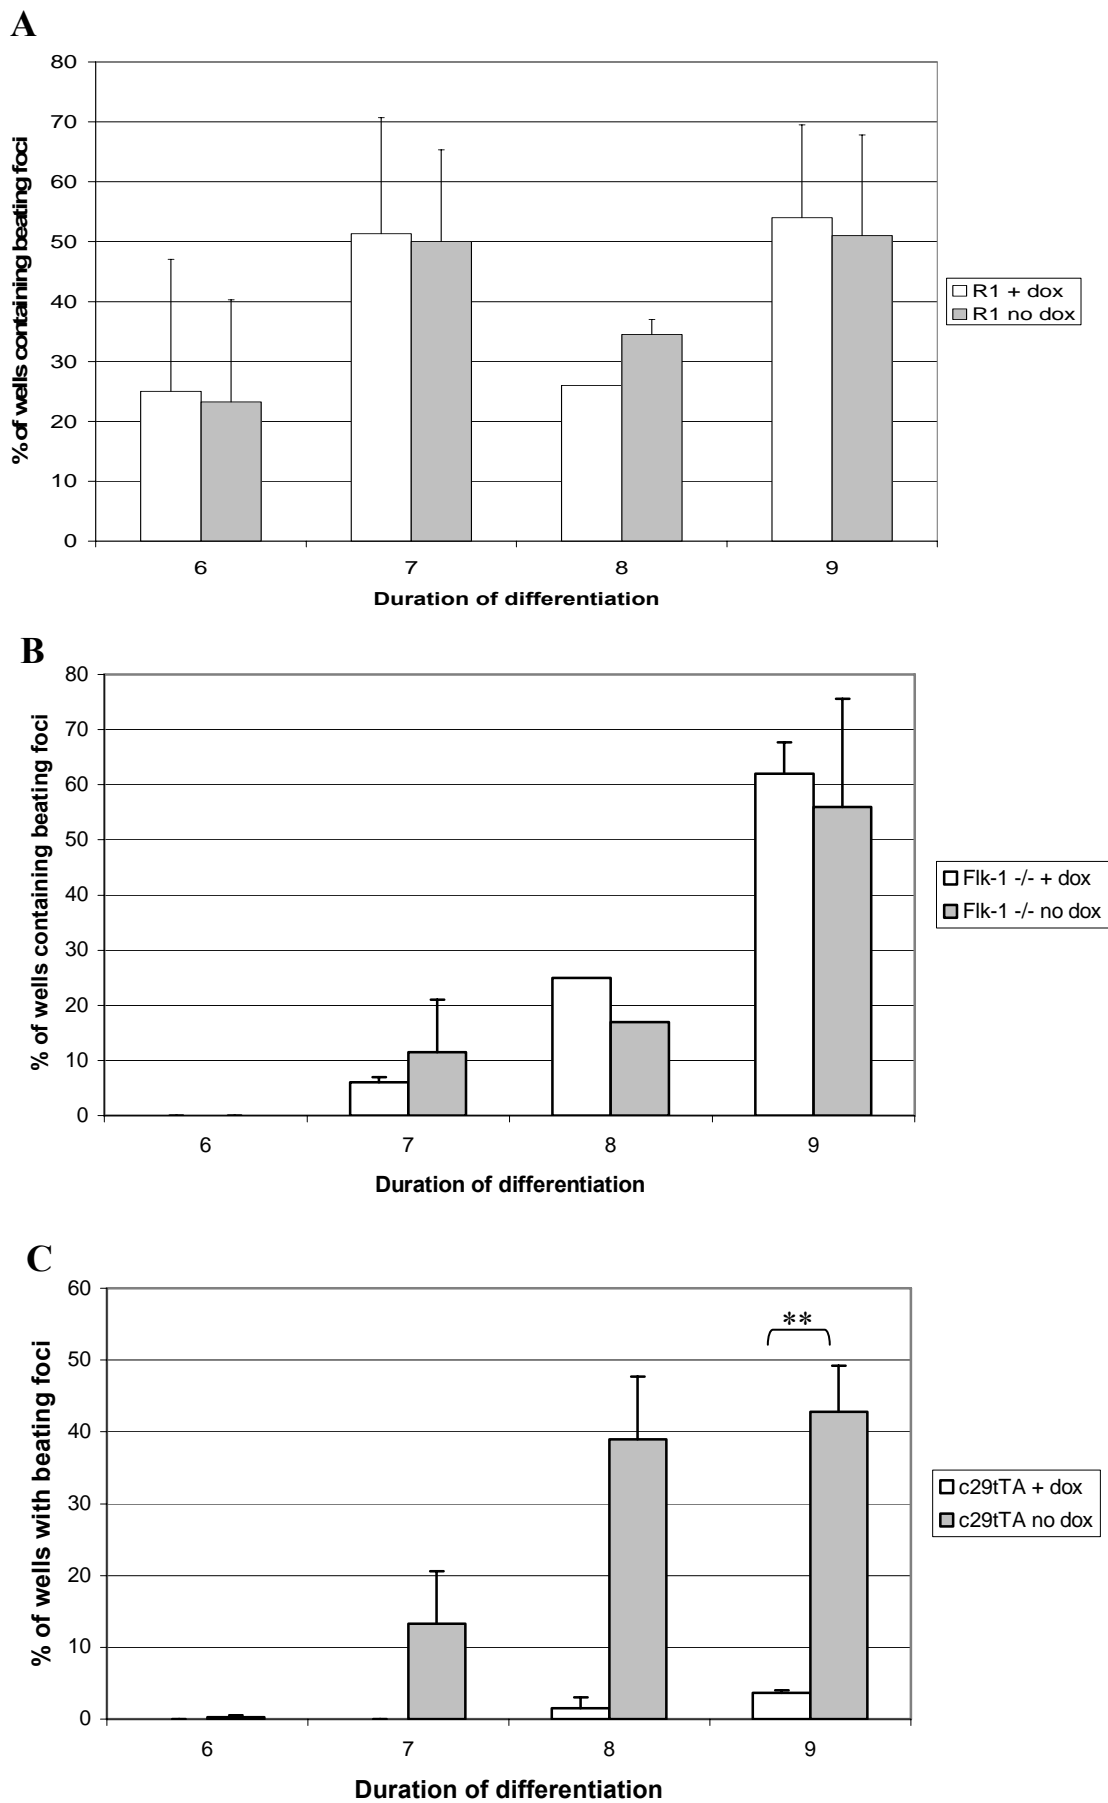 A
% of wells containing beating foci
80
70
60
50
40
30
20
10
0
6 7 8 9
Duration of differentiation
R1 + dox
R1 no dox
B
% of wells containing beating foci
80
70
60
50
40
30
20
10
0
6 7 8 9
Duration of differentiation
Flk-1 -/- + dox
Flk-1 -/- no dox
C
% of wells with beating foci
60
50
40
30
20
10
0
**
6 7 8 9
Duration of differentiation
c29tTA + dox
c29tTA no dox